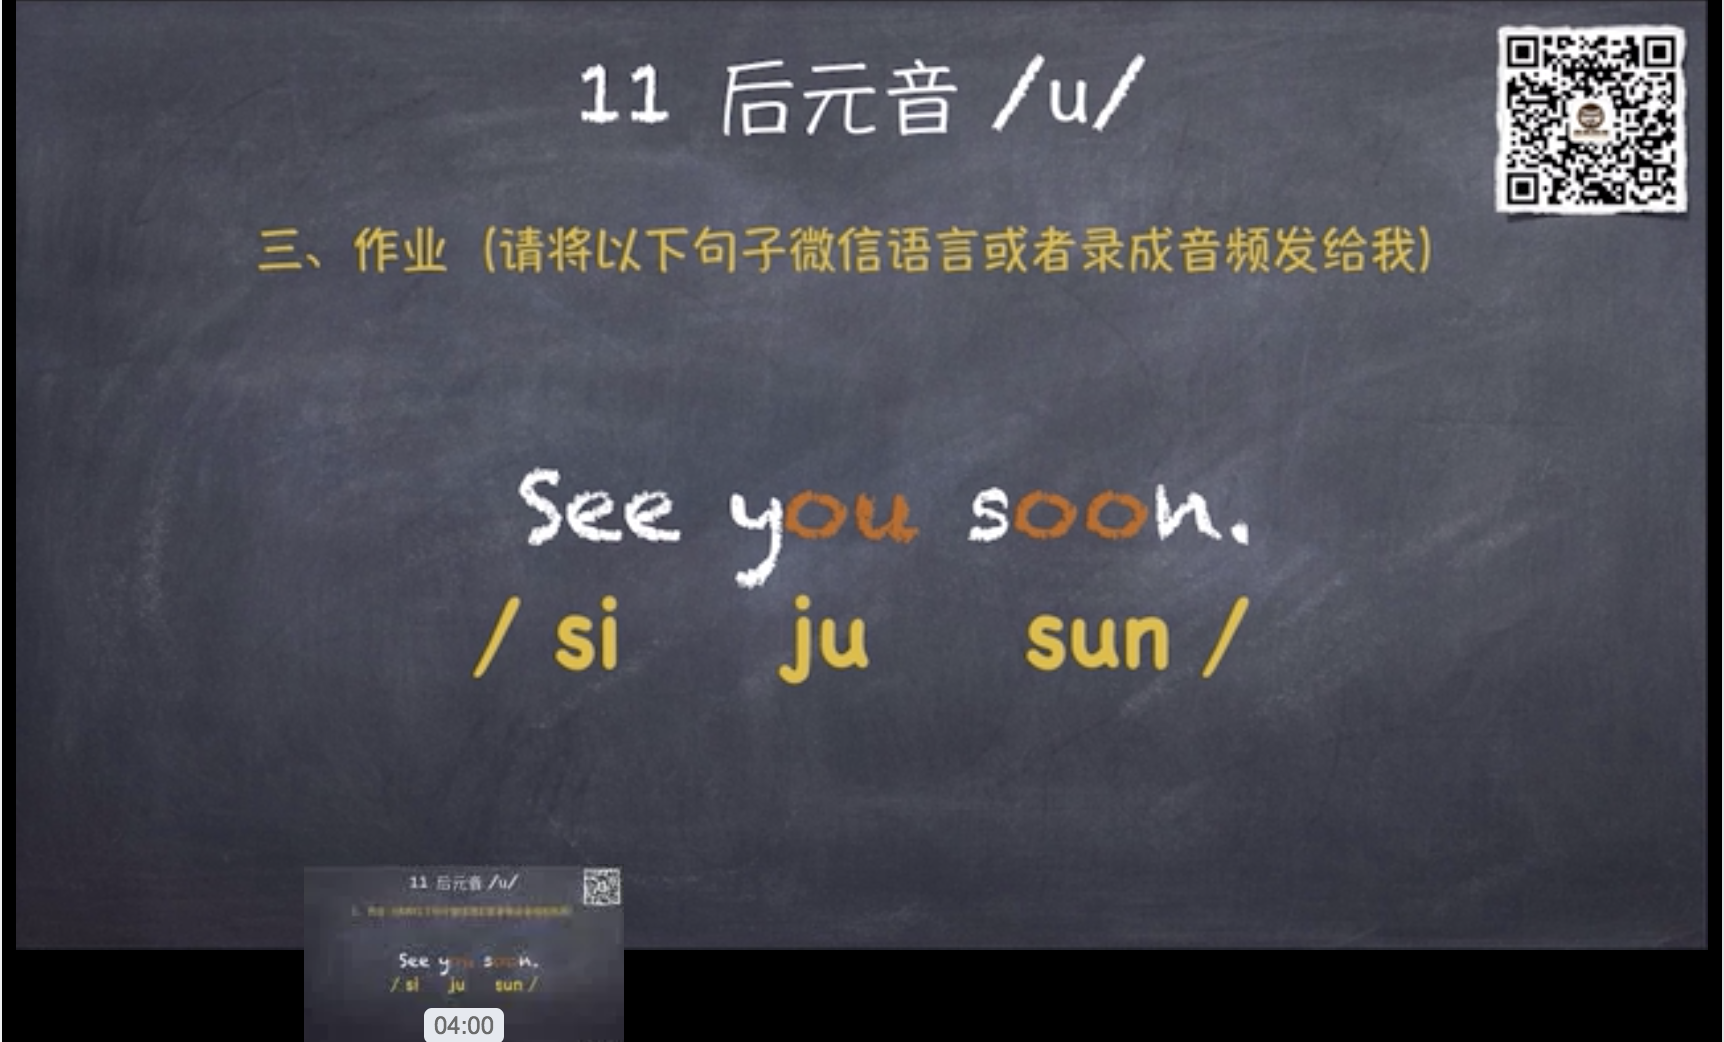 11 后元音 /u/
三、作业（请将以下句子微信语言或者录成音频发给我）
See you soon.
/ si ju sun /
11 后元音 /u/
See you soon.
/ si ju sun /
04:00